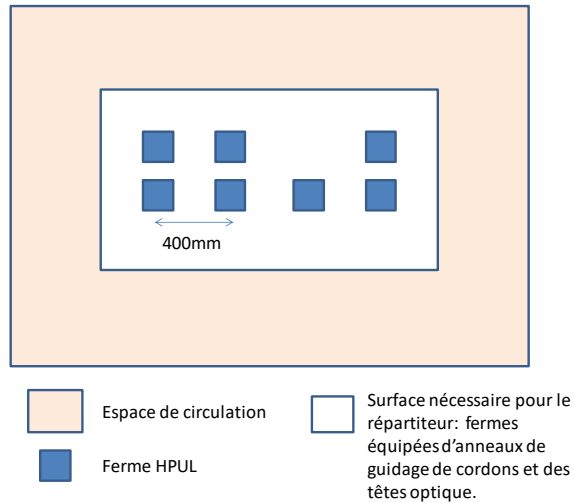 400mm
Espace de circulation
Ferme HPUL
Surface nécessaire pour le
répartiteur: fermes
équipées d'anneaux de
guidage de cordons et des
têtes optique.